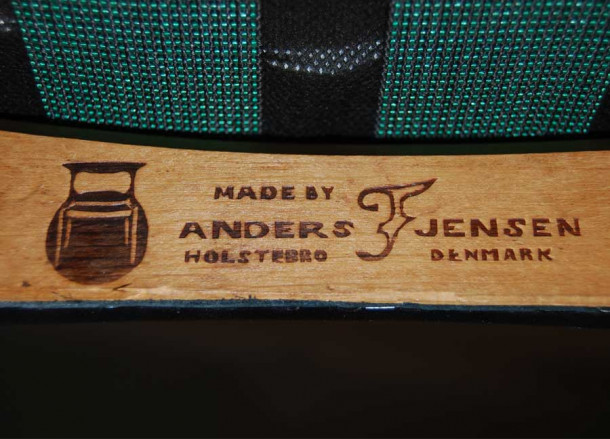 MADE BY
ANDERS J JENSEN
HOLSTEBRO DENMARK